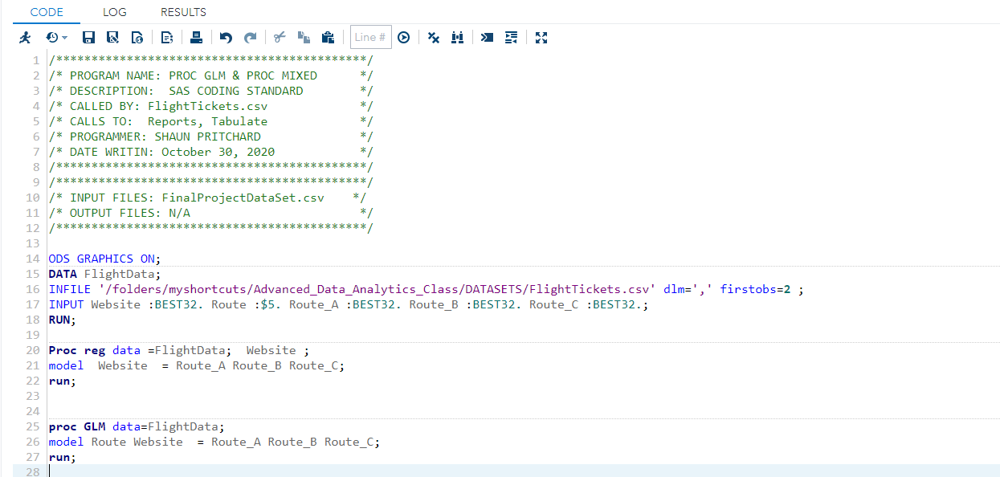 CODE LOG RESULTS
Line #
1 /********************************************/
2 /* PROGRAM NAME: PROC GLM & PROC MIXED      */
3 /* DESCRIPTION:  SAS CODING STANDARD        */
4 /* CALLED BY: FlightTickets.csv             */
5 /* CALLS TO:  Reports, Tabulate             */
6 /* PROGRAMMER: SHAUN PRITCHARD              */
7 /* DATE WRITIN: October 30, 2020            */
8 /********************************************/
9 /********************************************/
10 /* INPUT FILES: FinalProjectDataSet.csv    */
11 /* OUTPUT FILES: N/A                        */
12 /********************************************/
13
14 ODS GRAPHICS ON;
15 DATA FlightData;
16 INFILE '/folders/myshortcuts/Advanced_Data_Analytics_Class/DATASETS/FlightTickets.csv' dlm=',' firstobs=2 ;
17 INPUT Website :BEST32. Route :$5. Route_A :BEST32. Route_B :BEST32. Route_C :BEST32.;
18 RUN;
19
20 Proc reg data =FlightData;  Website ;
21 model  Website  = Route_A Route_B Route_C;
22 run;
23
24
25 proc GLM data=FlightData;
26 model Route Website  = Route_A Route_B Route_C;
27 run;
28